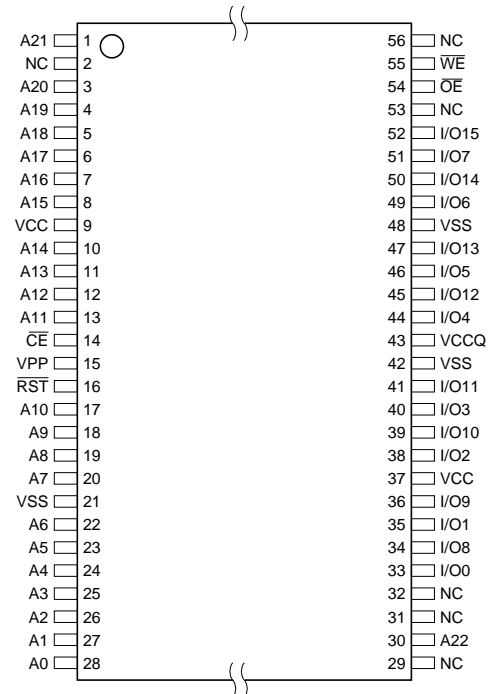 A21 1 56 NC
NC 2 55 W̅E̅
A20 3 54 O̅E̅
A19 4 53 NC
A18 5 52 I/O15
A17 6 51 I/O7
A16 7 50 I/O14
A15 8 49 I/O6
VCC 9 48 VSS
A14 10 47 I/O13
A13 11 46 I/O5
A12 12 45 I/O12
A11 13 44 I/O4
C̅E̅ 14 43 VCCQ
VPP 15 42 VSS
R̅S̅T̅ 16 41 I/O11
A10 17 40 I/O3
A9 18 39 I/O10
A8 19 38 I/O2
A7 20 37 VCC
VSS 21 36 I/O9
A6 22 35 I/O1
A5 23 34 I/O8
A4 24 33 I/O0
A3 25 32 NC
A2 26 31 NC
A1 27 30 A22
A0 28 29 NC